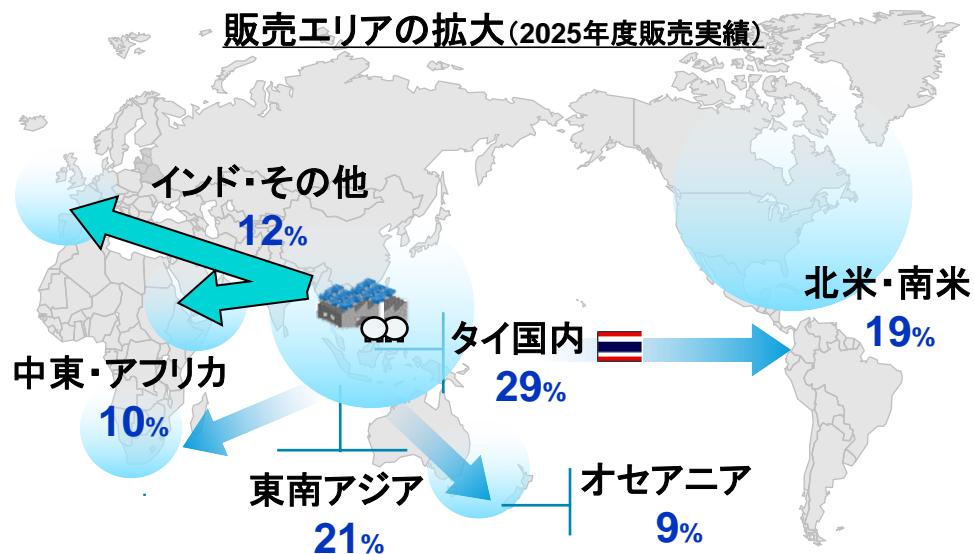 販売エリアの拡大(2025年度販売実績)
インド・その他
12%
北米・南米
19%
タイ国内
29%
中東・アフリカ
10%
東南アジア
21%
オセアニア
9%